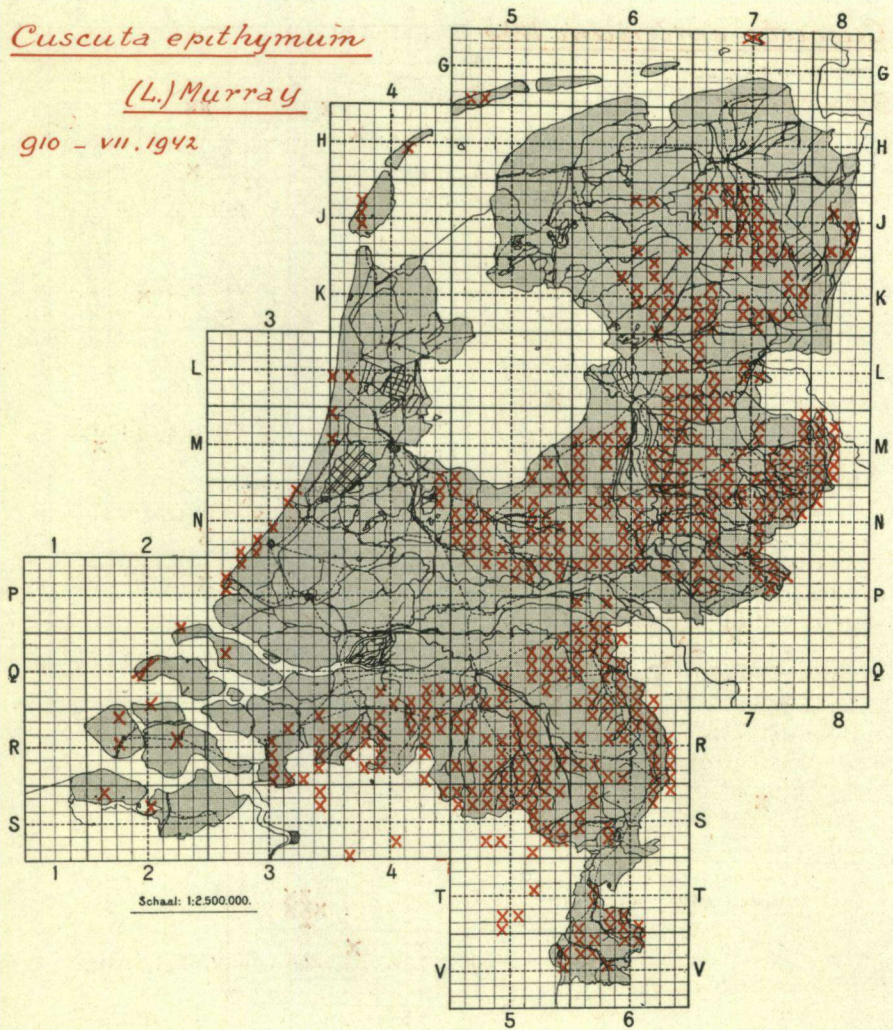 Cuscuta epithymum
(L.) Murray
910 - VII. 1942
5 6 7 8
G G
4
H H
J J
K K
3
L L
M M
N N
1 2
P P
Q Q
7 8
R R
S S
1 2 3 4
Schaal: 1:2.500.000.
T T
V V
5 6